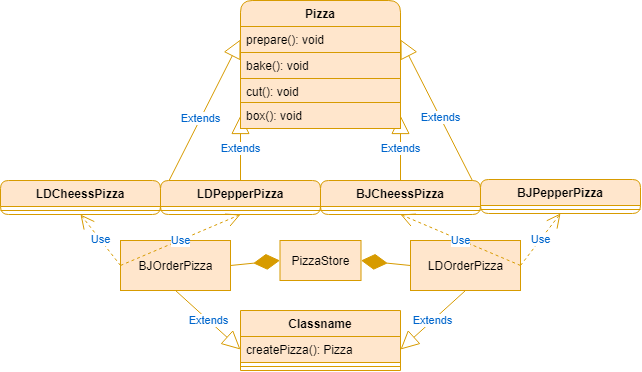 Pizza
prepare(): void
bake(): void
cut(): void
box(): void
Extends
Extends
Extends
Extends
LDCheessPizza
LDPepperPizza
BJCheessPizza
BJPepperPizza
Use
Use
Use
Use
BJOrderPizza
PizzaStore
LDOrderPizza
Extends
Extends
Classname
createPizza(): Pizza